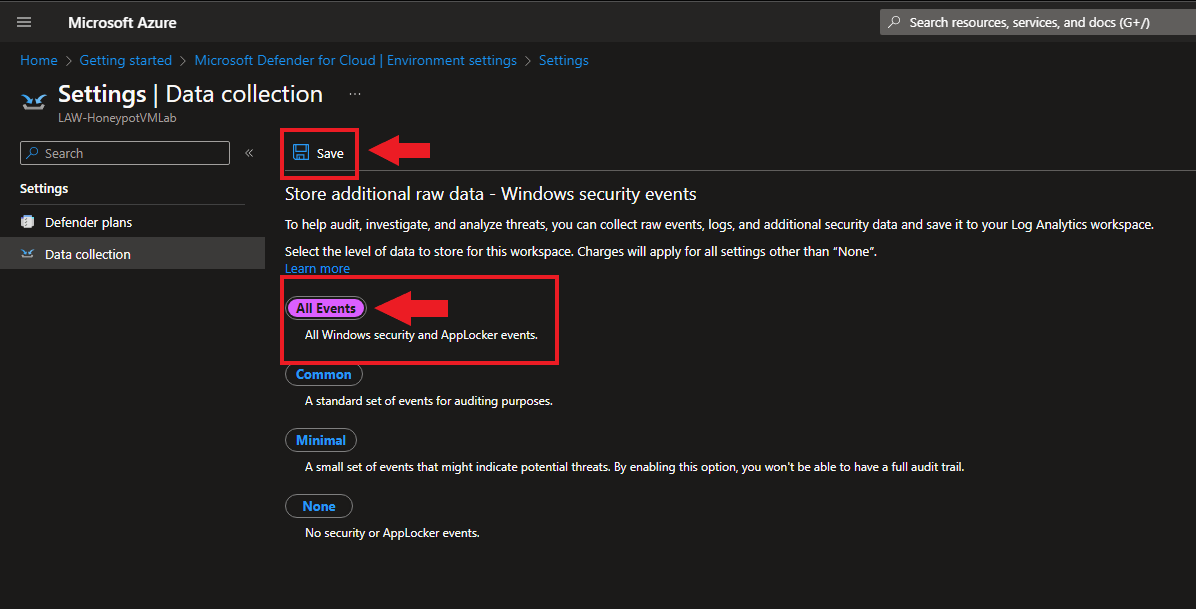 Microsoft Azure
Search resources, services, and docs (G+/)
Home > Getting started > Microsoft Defender for Cloud | Environment settings > Settings
Settings | Data collection ...
LAW-HoneypotVMLab
Search «
Settings
Defender plans
Data collection
Save
Store additional raw data - Windows security events
To help audit, investigate, and analyze threats, you can collect raw events, logs, and additional security data and save it to your Log Analytics workspace.
Select the level of data to store for this workspace. Charges will apply for all settings other than “None”.
Learn more
All Events
All Windows security and AppLocker events.
Common
A standard set of events for auditing purposes.
Minimal
A small set of events that might indicate potential threats. By enabling this option, you won't be able to have a full audit trail.
None
No security or AppLocker events.